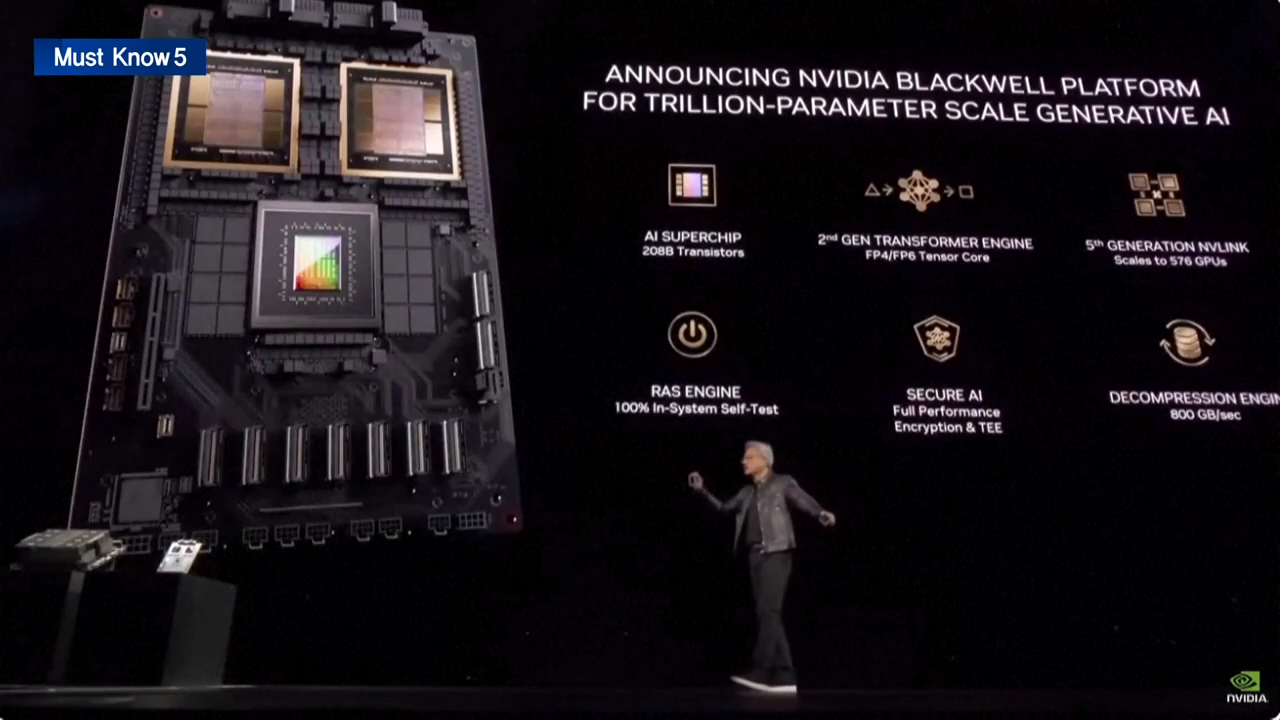 Must Know 5
ANNOUNCING NVIDIA BLACKWELL PLATFORM
FOR TRILLION-PARAMETER SCALE GENERATIVE AI
AI SUPERCHIP
208B Transistors
2nd GEN TRANSFORMER ENGINE
FP4/FP6 Tensor Core
5th GENERATION NVLINK
Scales to 576 GPUs
RAS ENGINE
100% In-System Self-Test
SECURE AI
Full Performance
Encryption & TEE
DECOMPRESSION ENGIN
800 GB/sec
NVIDIA